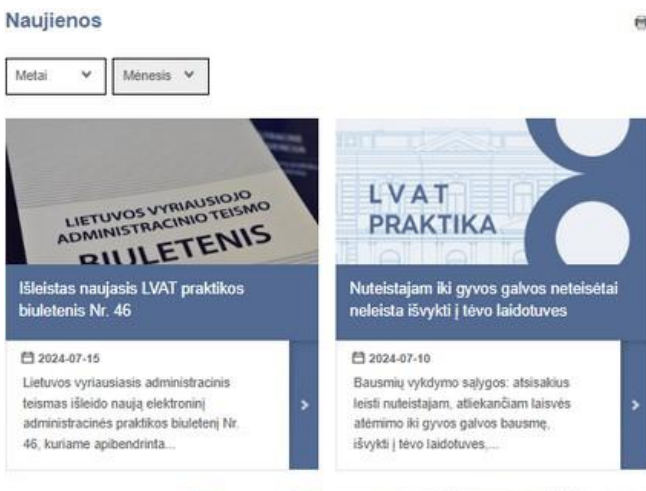 Naujienos
Metai
Mėnesis
LIETUVOS VYRIAUSIOJO
ADMINISTRACINIO TEISMO
BIULETENIS
LVAT
PRAKTIKA
Išleistas naujasis LVAT praktikos
biuletenis Nr. 46
Nuteistajam iki gyvos galvos neteisėtai
neleista išvykti į tėvo laidotuves
2024-07-15
Lietuvos vyriausiasis administracinis
teismas išleido naują elektroninį
administracinės praktikos biuletenį Nr.
46, kuriame apibendrinta...
2024-07-10
Bausmių vykdymo sąlygos: atsisakius
leisti nuteistajam, atliekančiam laisvės
atėmimo iki gyvos galvos bausmę,
išvykti į tėvo laidotuves,...